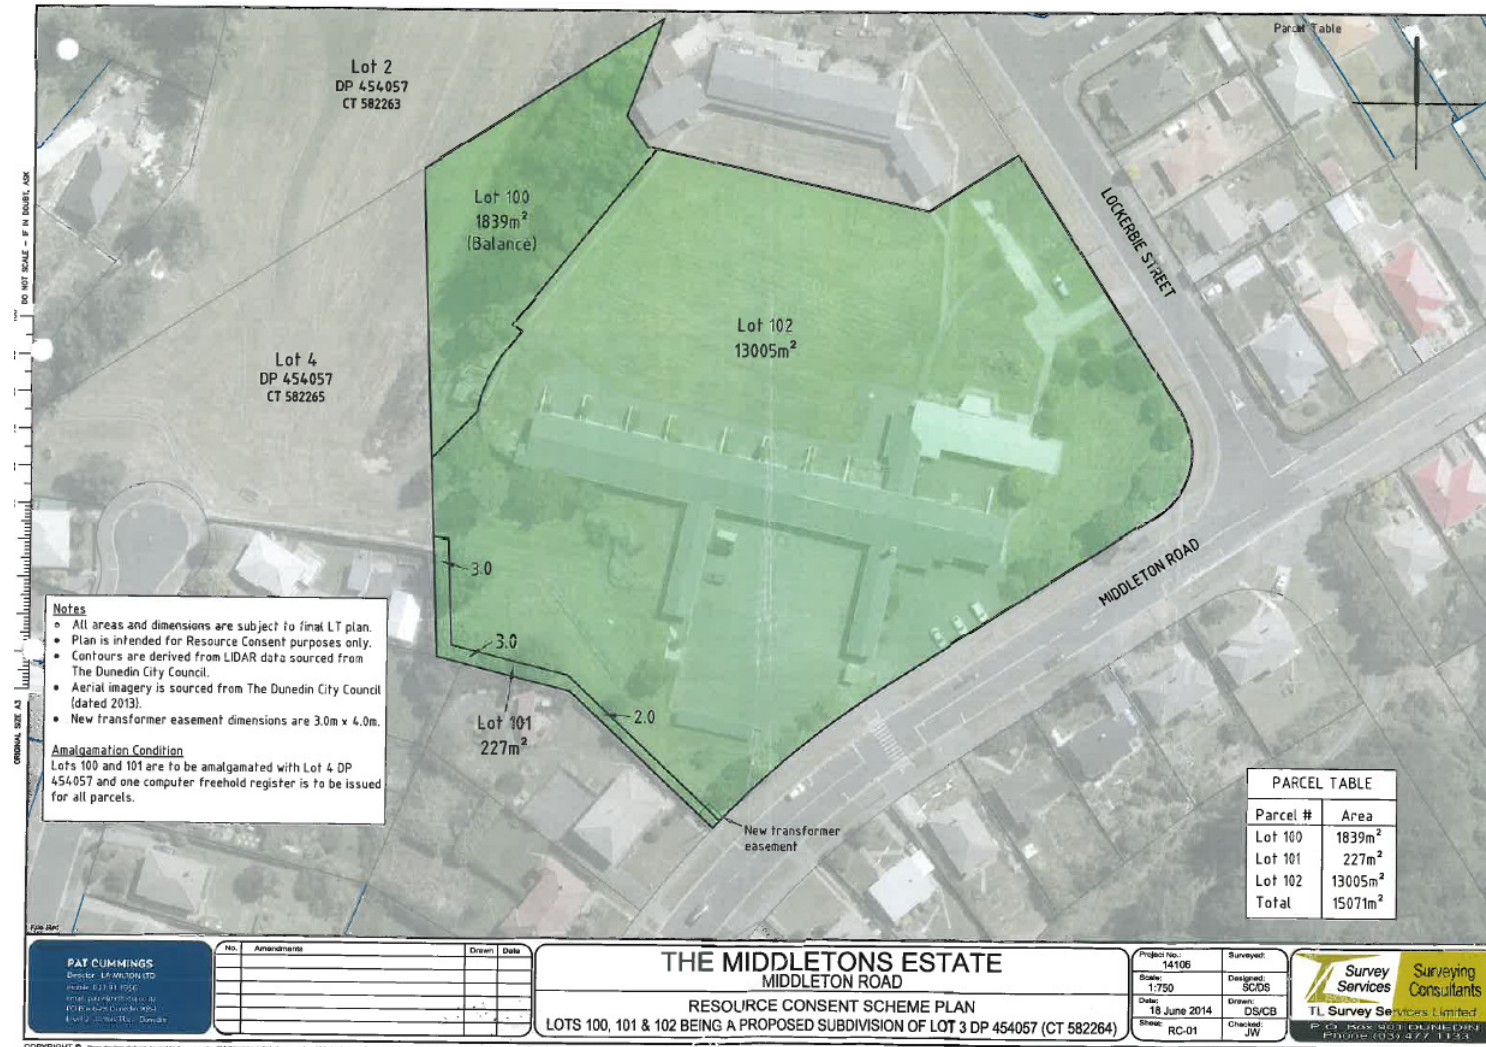 Parcel Table
Lot 2
DP 454057
CT 582263
DO NOT SCALE - IF IN DOUBT, ASK
Lot 100
1839m²
(Balance)
LOCKERBIE STREET
Lot 102
13005m²
Lot 4
DP 454057
CT 582265
3.0
MIDDLETON ROAD
3.0
2.0
Lot 101
227m²
New transformer
easement
ORIGINAL SIZE A3
Notes
All areas and dimensions are subject to final LT plan.
Plan is intended for Resource Consent purposes only.
Contours are derived from LIDAR data sourced from
The Dunedin City Council.
Aerial imagery is sourced from The Dunedin City Council
(dated 2013).
New transformer easement dimensions are 3.0m x 4.0m.
Amalgamation Condition
Lots 100 and 101 are to be amalgamated with Lot 4 DP
454057 and one computer freehold register is to be issued
for all parcels.
PARCEL TABLE
Parcel # Area
Lot 100 1839m²
Lot 101 227m²
Lot 102 13005m²
Total 15071m²
PAT CUMMINGS
No. Amendments Drawn Date
THE MIDDLETONS ESTATE
MIDDLETON ROAD
RESOURCE CONSENT SCHEME PLAN
LOTS 100, 101 & 102 BEING A PROPOSED SUBDIVISION OF LOT 3 DP 454057 (CT 582264)
Project No.: 14106 Surveyed:
Scale: 1:750 Designed: SC/DS
Date: 18 June 2014 Drawn: DS/CB
Sheet: RC-01 Checked: JW
Survey
Services
Surveying
Consultants
TL Survey Services Limited
P.O. Box 901 DUNEDIN
Phone (03) 477 1133
COPYRIGHT ©